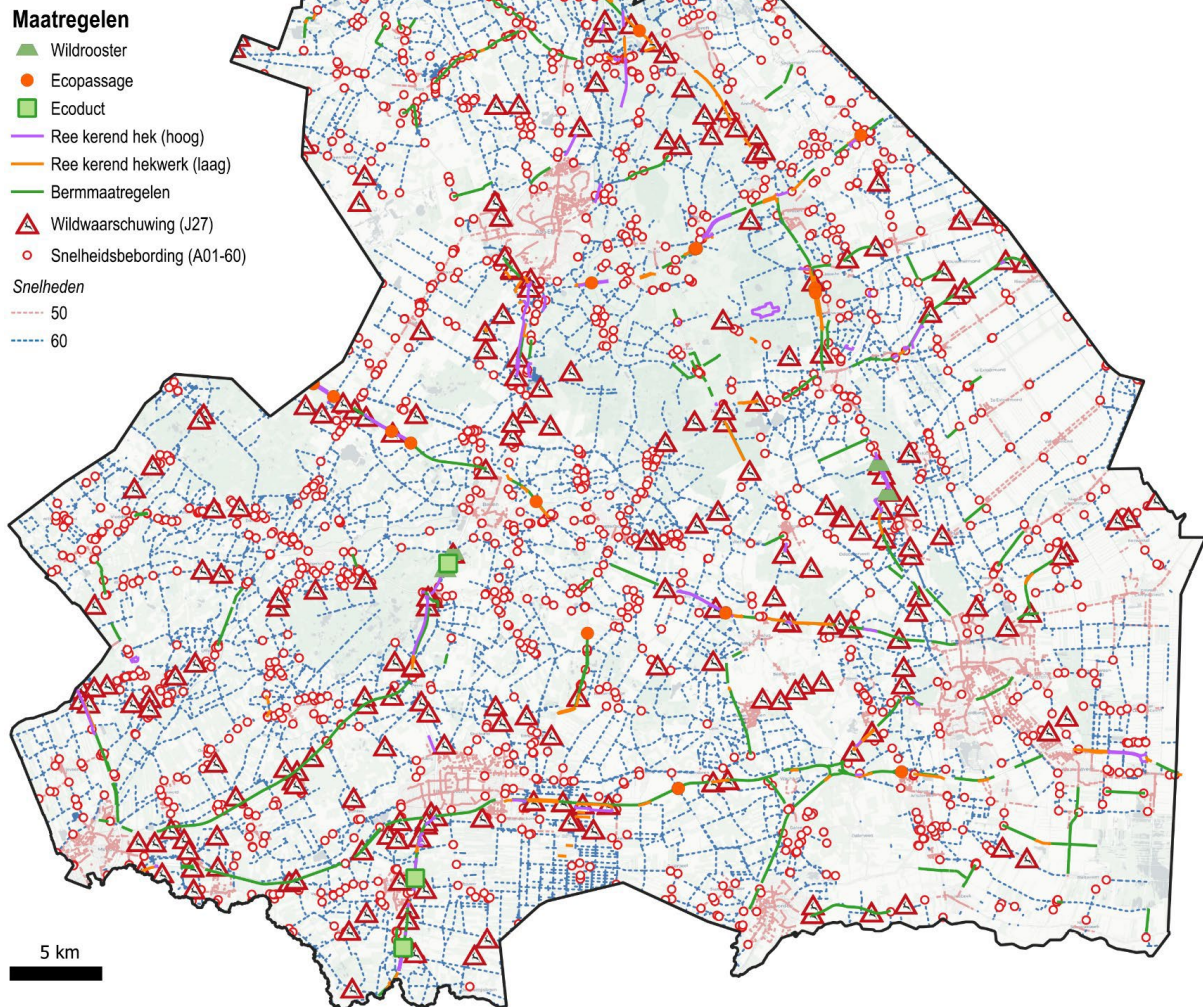 Maatregelen
Wildrooster
Ecopassage
Ecoduct
Ree kerend hek (hoog)
Ree kerend hekwerk (laag)
Bermmaatregelen
Wildwaarschuwing (J27)
Snelheidsbebording (A01-60)
Snelheden
50
60
5 km